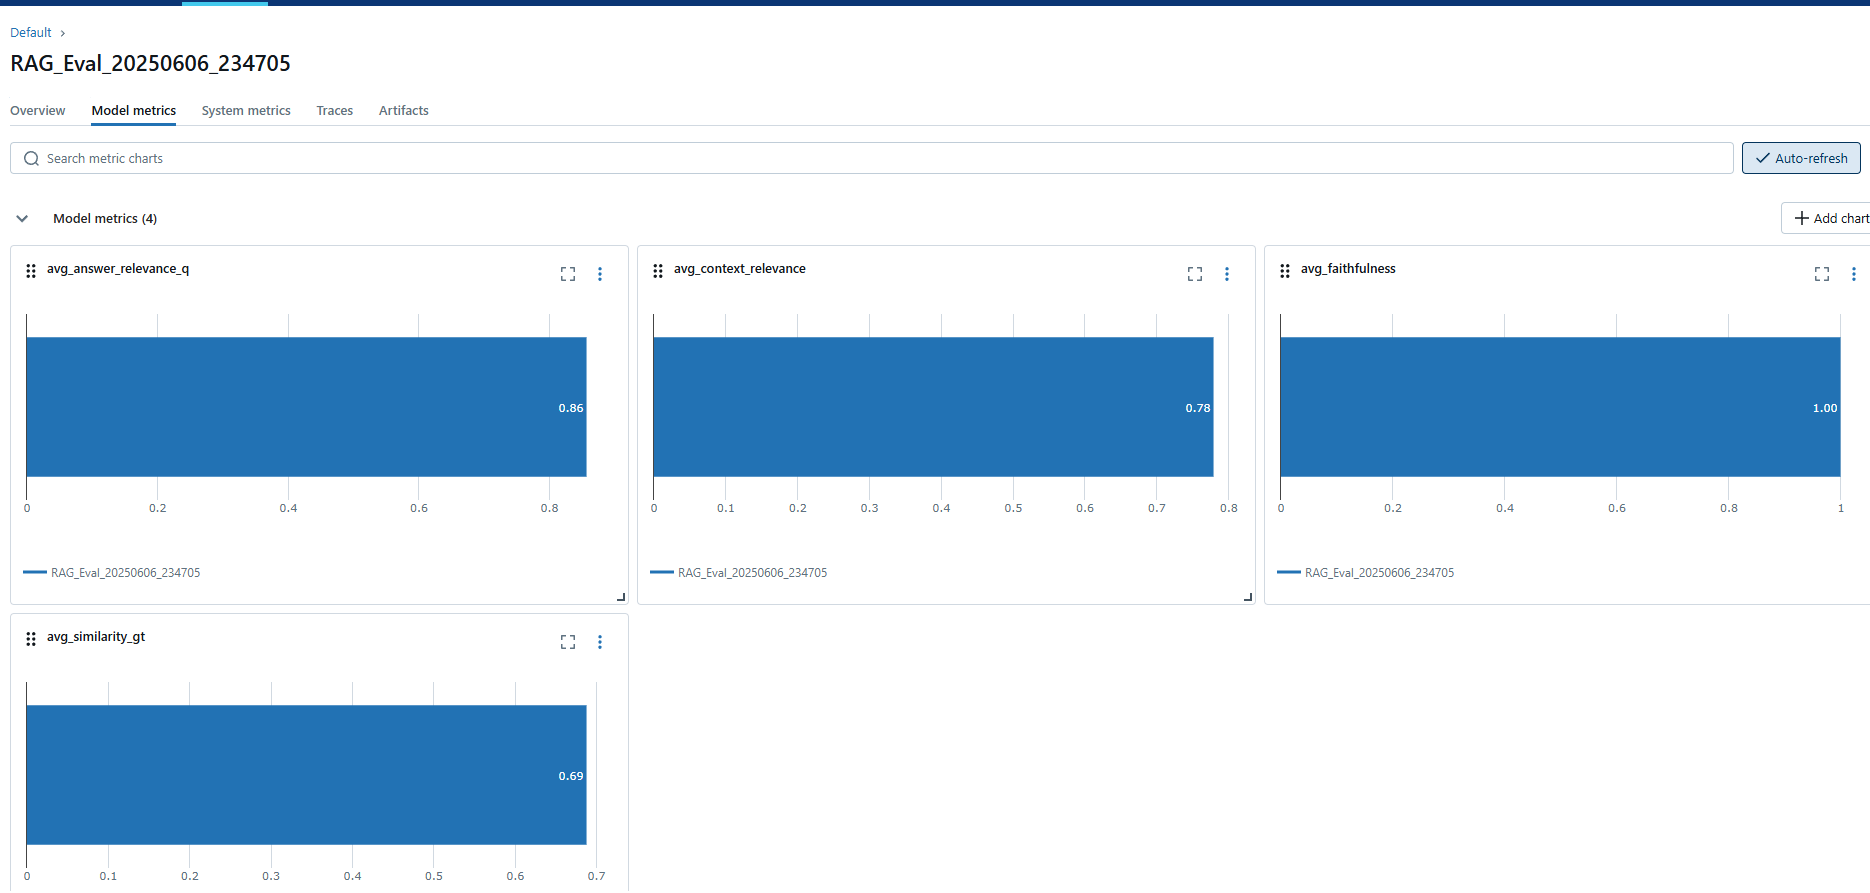 Default
RAG_Eval_20250606_234705
Overview Model metrics System metrics Traces Artifacts
Search metric charts
Auto-refresh
Model metrics (4)
Add chart
avg_answer_relevance_q
0.86
0 0.2 0.4 0.6 0.8
RAG_Eval_20250606_234705
avg_context_relevance
0.78
0 0.1 0.2 0.3 0.4 0.5 0.6 0.7 0.8
RAG_Eval_20250606_234705
avg_faithfulness
1.00
0 0.2 0.4 0.6 0.8 1
RAG_Eval_20250606_234705
avg_similarity_gt
0.69
0 0.1 0.2 0.3 0.4 0.5 0.6 0.7